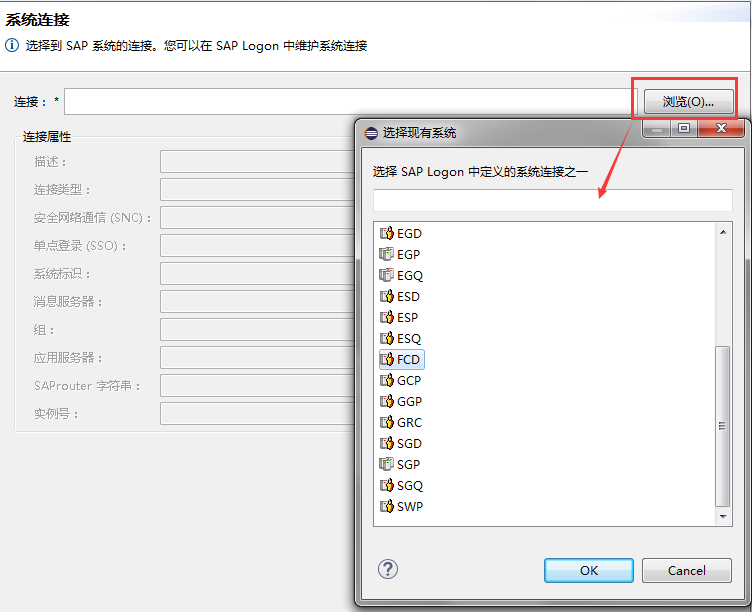 系统连接
选择到 SAP 系统的连接。您可以在 SAP Logon 中维护系统连接
连接： *
浏览(O)...
连接属性
描述：
连接类型：
安全网络通信 (SNC)：
单点登录 (SSO)：
系统标识：
消息服务器：
组：
应用服务器：
SAProuter 字符串：
实例号：
选择现有系统
选择 SAP Logon 中定义的系统连接之一
EGD
EGP
EGQ
ESD
ESP
ESQ
FCD
GCP
GGP
GRC
SGD
SGP
SGQ
SWP
OK
Cancel